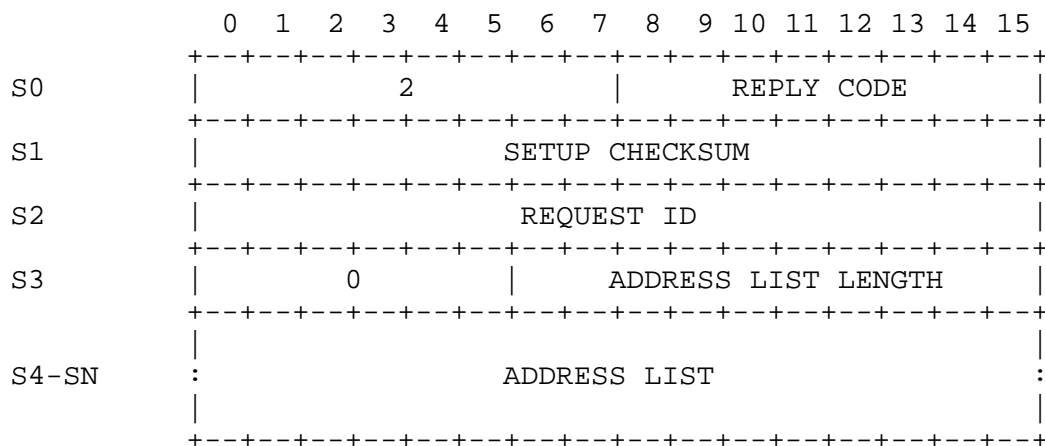 0 1 2 3 4 5 6 7 8 9 10 11 12 13 14 15
+--+--+--+--+--+--+--+--+--+--+--+--+--+--+--+--+
S0 | 2 | REPLY CODE |
+--+--+--+--+--+--+--+--+--+--+--+--+--+--+--+--+
S1 | SETUP CHECKSUM |
+--+--+--+--+--+--+--+--+--+--+--+--+--+--+--+--+
S2 | REQUEST ID |
+--+--+--+--+--+--+--+--+--+--+--+--+--+--+--+--+
S3 | 0 | ADDRESS LIST LENGTH |
+--+--+--+--+--+--+--+--+--+--+--+--+--+--+--+--+
| |
S4-SN : ADDRESS LIST :
| |
+--+--+--+--+--+--+--+--+--+--+--+--+--+--+--+--+